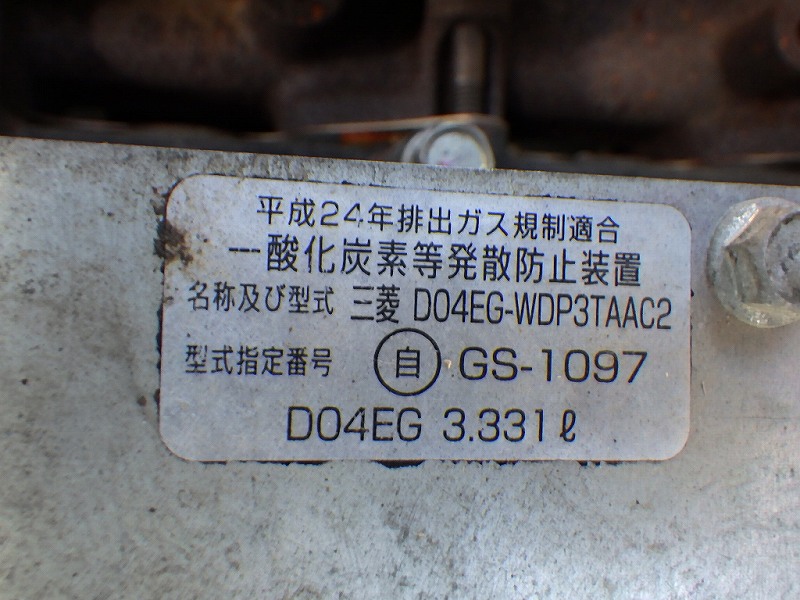 平成24年排出ガス規制適合
一酸化炭素等発散防止装置
名称及び型式 三菱 D04EG-WDP3TAAC2
型式指定番号 自 GS-1097
D04EG 3.331ℓ